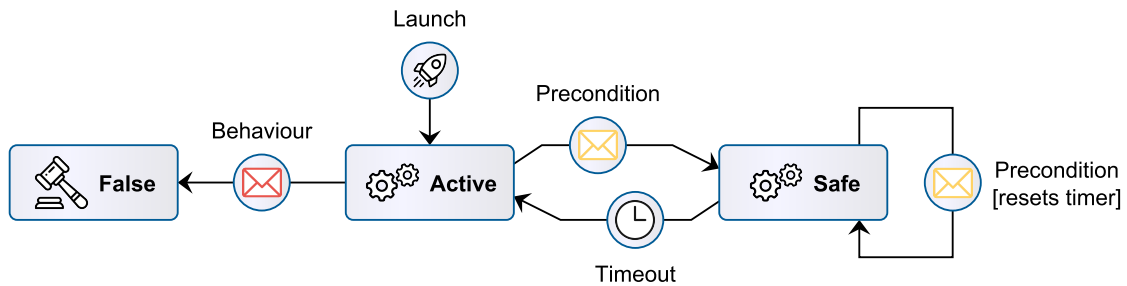 Launch
Precondition
Behaviour
False
Active
Safe
Precondition
[resets timer]
Timeout